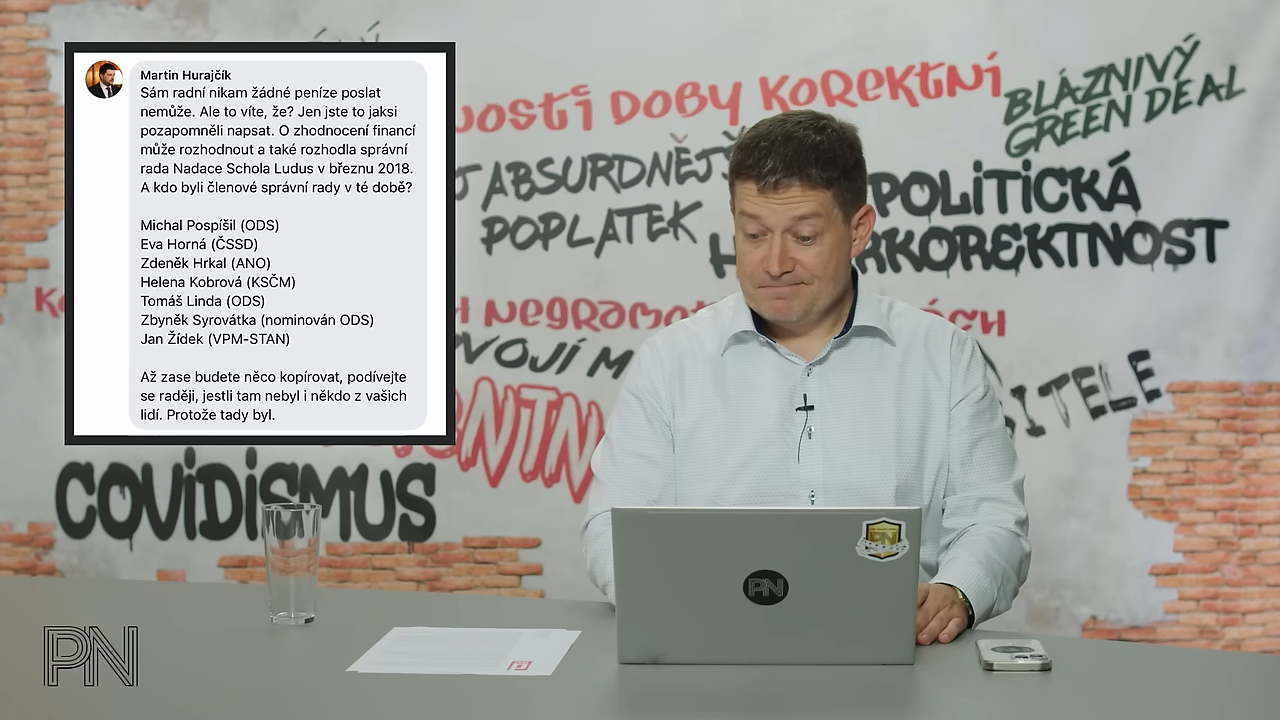 Martin Hurajčík
Sám radní nikam žádné peníze poslat
nemůže. Ale to víte, že? Jen jste to jaksi
pozapomněli napsat. O zhodnocení financí
může rozhodnout a také rozhodla správní
rada Nadace Schola Ludus v březnu 2018.
A kdo byli členové správní rady v té době?
Michal Pospíšil (ODS)
Eva Horná (ČSSD)
Zdeněk Hrkal (ANO)
Helena Kobrová (KSČM)
Tomáš Linda (ODS)
Zbyněk Syrovátka (nominován ODS)
Jan Žídek (VPM-STAN)
Až zase budete něco kopírovat, podívejte
se raději, jestli tam nebyl i někdo z vašich
lidí. Protože tady byl.
DOBY KOREKTNÍ
BLÁZNIVÝ
GREEN DEAL
POPLATEK
POLITICKÁ
COVIDISMUS
PN
PN
PN